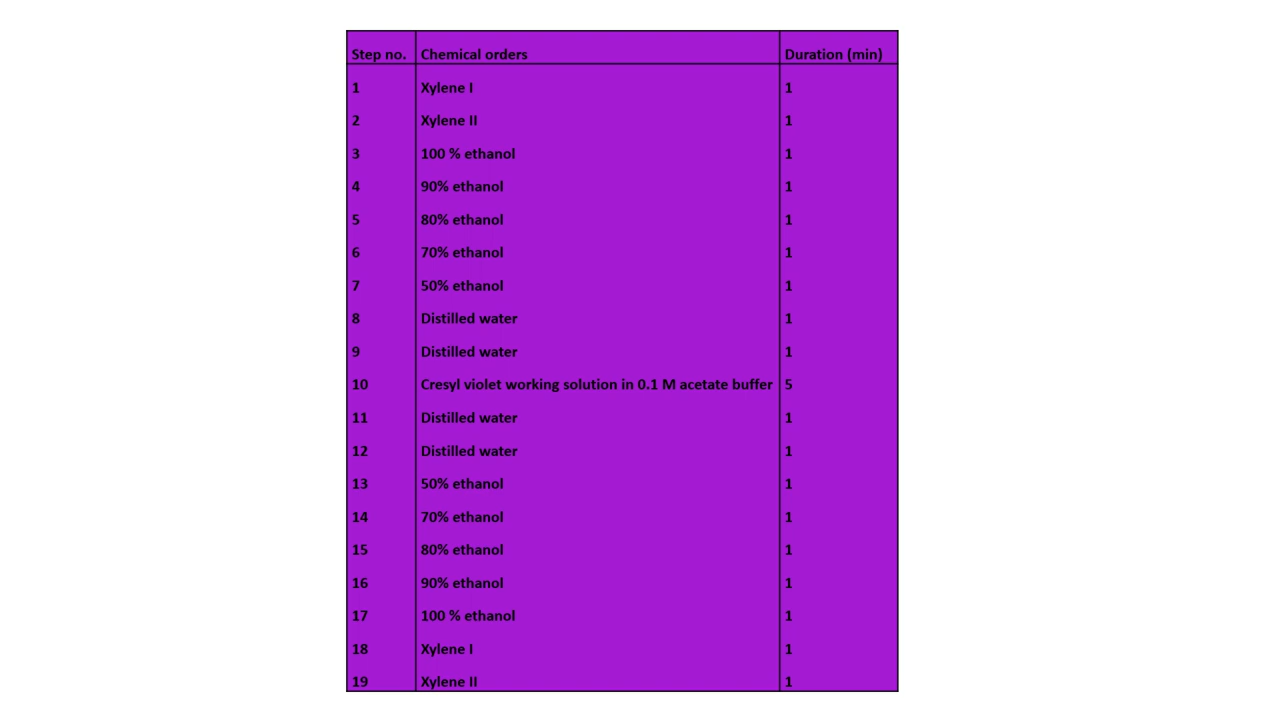 Step no. Chemical orders Duration (min)
1 Xylene I 1
2 Xylene II 1
3 100 % ethanol 1
4 90% ethanol 1
5 80% ethanol 1
6 70% ethanol 1
7 50% ethanol 1
8 Distilled water 1
9 Distilled water 1
10 Cresyl violet working solution in 0.1 M acetate buffer 5
11 Distilled water 1
12 Distilled water 1
13 50% ethanol 1
14 70% ethanol 1
15 80% ethanol 1
16 90% ethanol 1
17 100 % ethanol 1
18 Xylene I 1
19 Xylene II 1